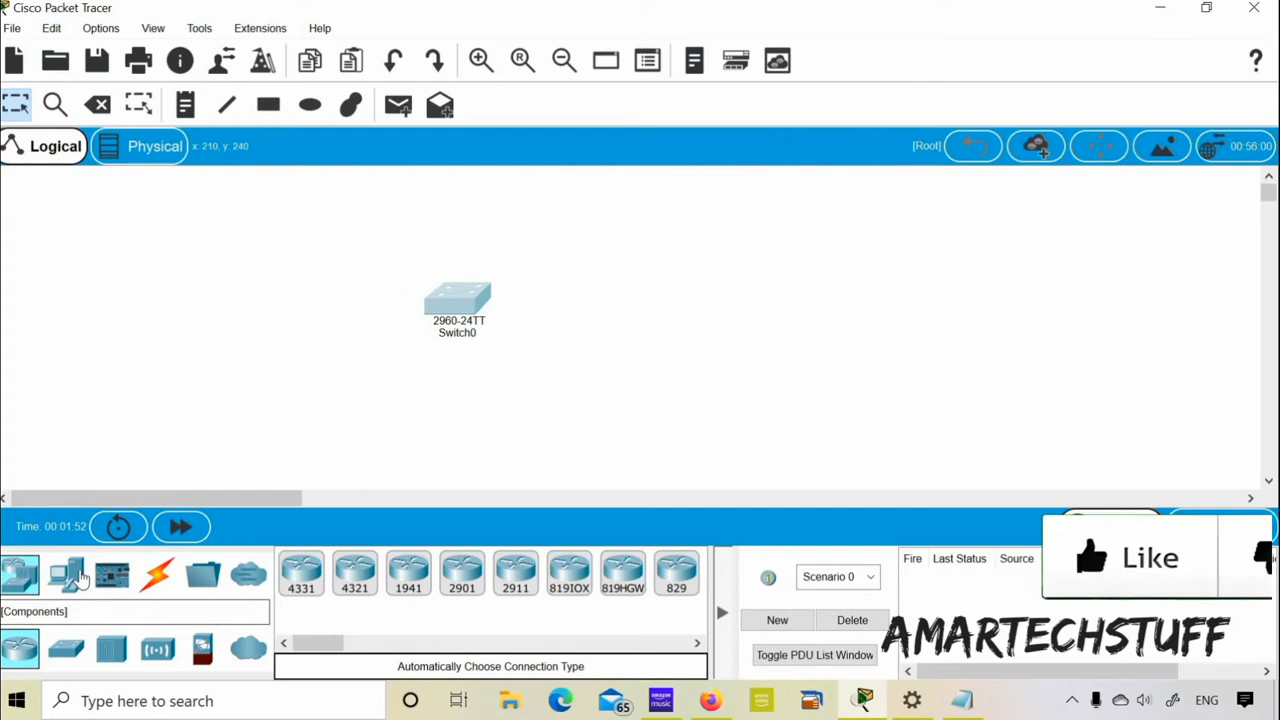 Cisco Packet Tracer
File Edit Options View Tools Extensions Help
R
?
Logical Physical x: 210, y: 240 [Root] 00:56:00
2960-24TT
Switch0
Time: 00:01:52
Like
4331 4321 1941 2901 2911 819IOX 819HGW 829
Scenario 0
Fire Last Status Source
[Components]
New Delete
Toggle PDU List Window
AMARTECHSTUFF
Automatically Choose Connection Type
Type here to search
65
amazon music
ENG